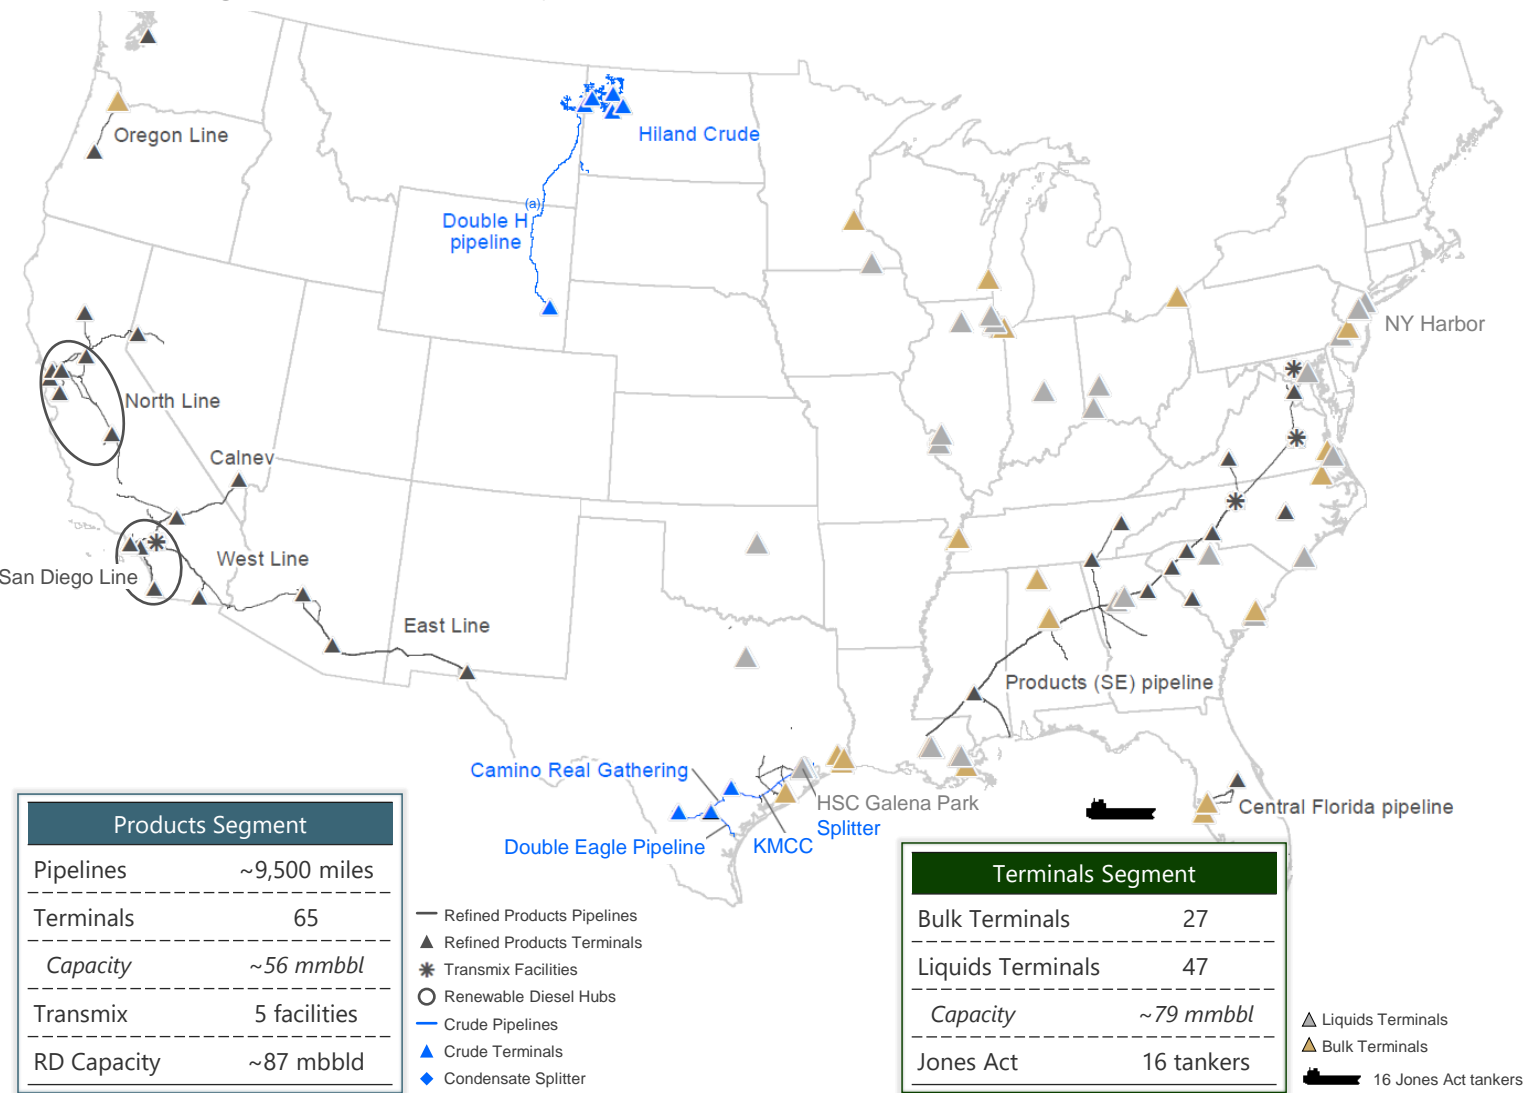 Oregon Line
Hiland Crude
(a)
Double H
pipeline
NY Harbor
North Line
Calnev
West Line
San Diego Line
East Line
Products (SE) pipeline
Camino Real Gathering
HSC Galena Park
Splitter
Double Eagle Pipeline
KMCC
Central Florida pipeline
Products Segment
Pipelines ~9,500 miles
Terminals 65
Capacity ~56 mmbbl
Transmix 5 facilities
RD Capacity ~87 mbbld
Refined Products Pipelines
Refined Products Terminals
Transmix Facilities
Renewable Diesel Hubs
Crude Pipelines
Crude Terminals
Condensate Splitter
Terminals Segment
Bulk Terminals 27
Liquids Terminals 47
Capacity ~79 mmbbl
Jones Act 16 tankers
Liquids Terminals
Bulk Terminals
16 Jones Act tankers